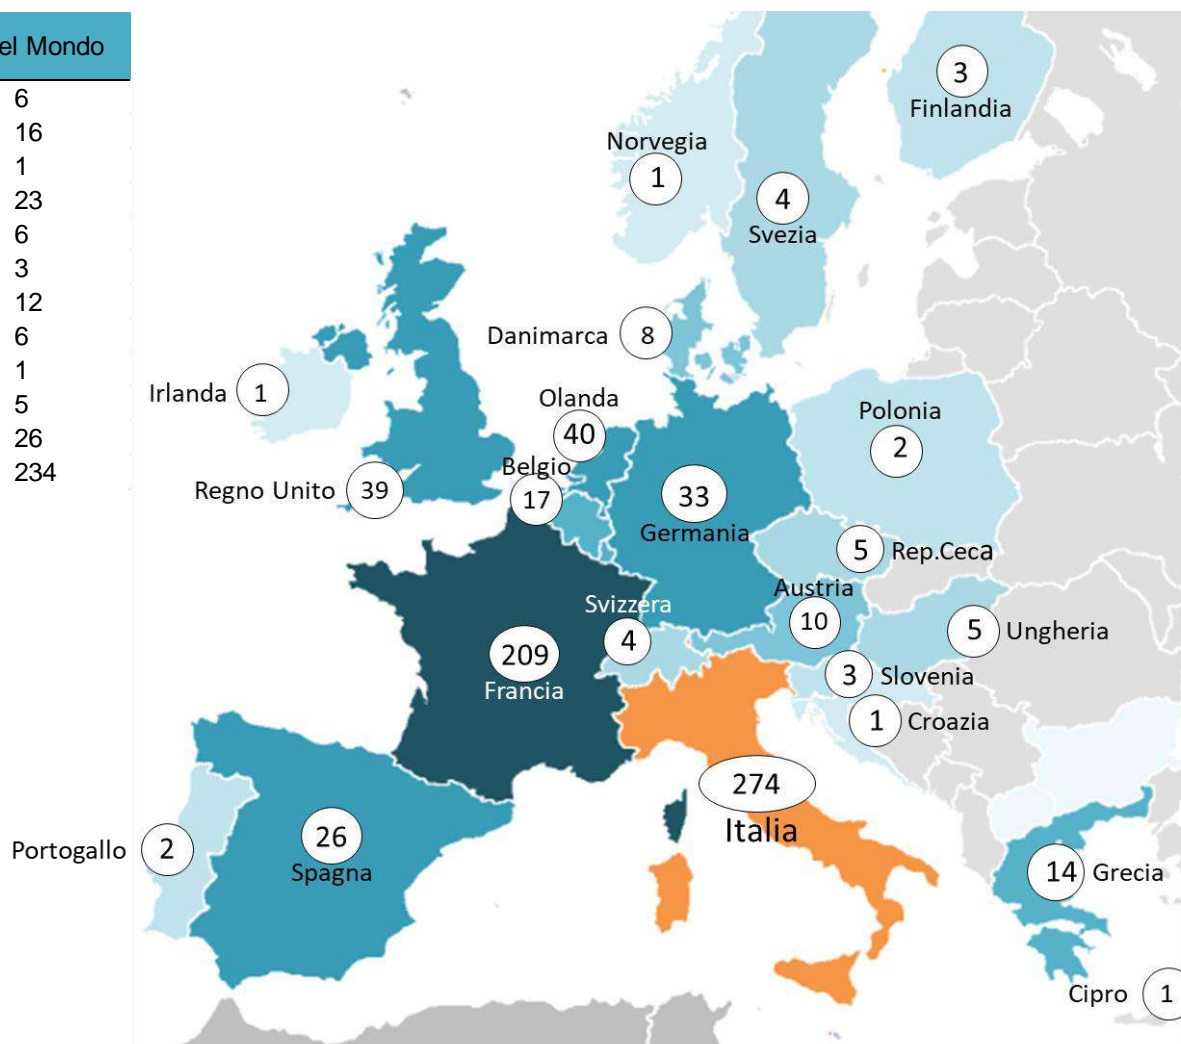 el Mondo
6
16
1
23
6
3
12
6
1
5
26
234
3
Finlandia
Norvegia
1
4
Svezia
Danimarca 8
Irlanda 1
Olanda
40
Polonia
2
Belgio
17
Regno Unito 39
33
Germania
5 Rep.Ceca
Austria
10
Svizzera
4
5 Ungheria
209
Francia
3 Slovenia
1 Croazia
274
Italia
Portogallo 2
26
Spagna
14 Grecia
Cipro 1